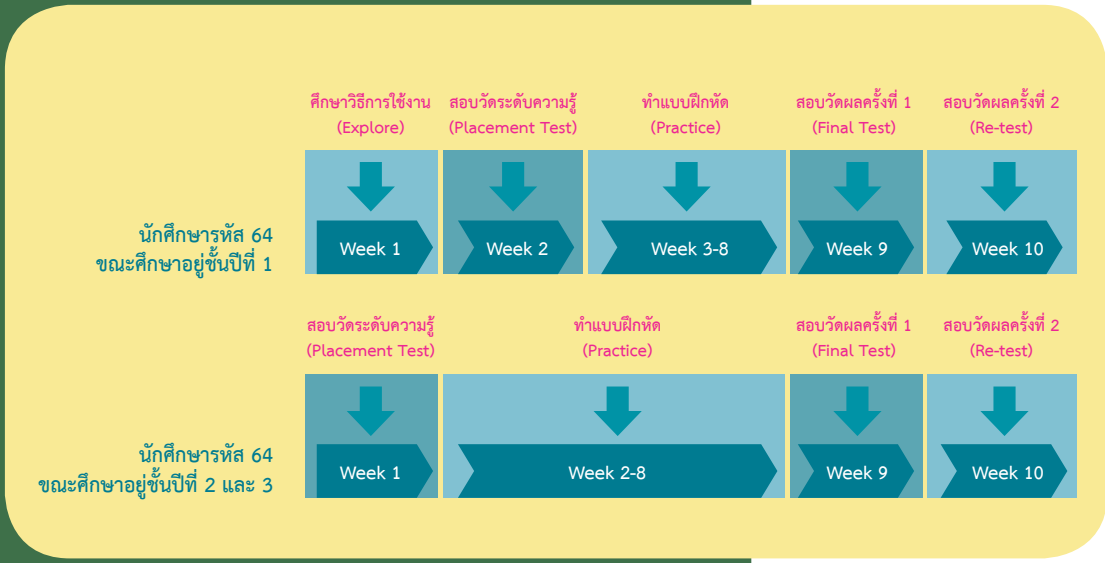 ศึกษาวิธีการใช้งาน
(Explore)
สอบวัดระดับความรู้
(Placement Test)
ทำแบบฝึกหัด
(Practice)
สอบวัดผลครั้งที่ 1
(Final Test)
สอบวัดผลครั้งที่ 2
(Re-test)
นักศึกษารหัส 64
ขณะศึกษาอยู่ชั้นปีที่ 1
Week 1
Week 2
Week 3-8
Week 9
Week 10
สอบวัดระดับความรู้
(Placement Test)
ทำแบบฝึกหัด
(Practice)
สอบวัดผลครั้งที่ 1
(Final Test)
สอบวัดผลครั้งที่ 2
(Re-test)
นักศึกษารหัส 64
ขณะศึกษาอยู่ชั้นปีที่ 2 และ 3
Week 1
Week 2-8
Week 9
Week 10